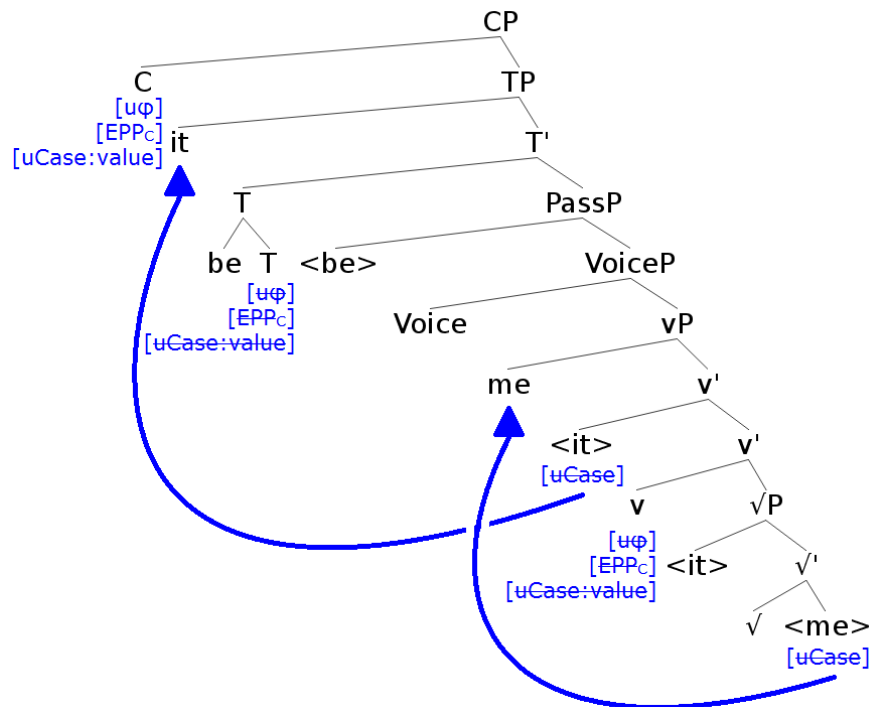 CP
C TP
[uφ]
[EPPC] it T'
[uCase:value]
T PassP
be T <be> VoiceP
[uφ]
[EPPC] Voice vP
[uCase:value]
me v'
<it> v'
[uCase]
v √P
[uφ]
[EPPC] <it> √'
[uCase:value]
√ <me>
[uCase]